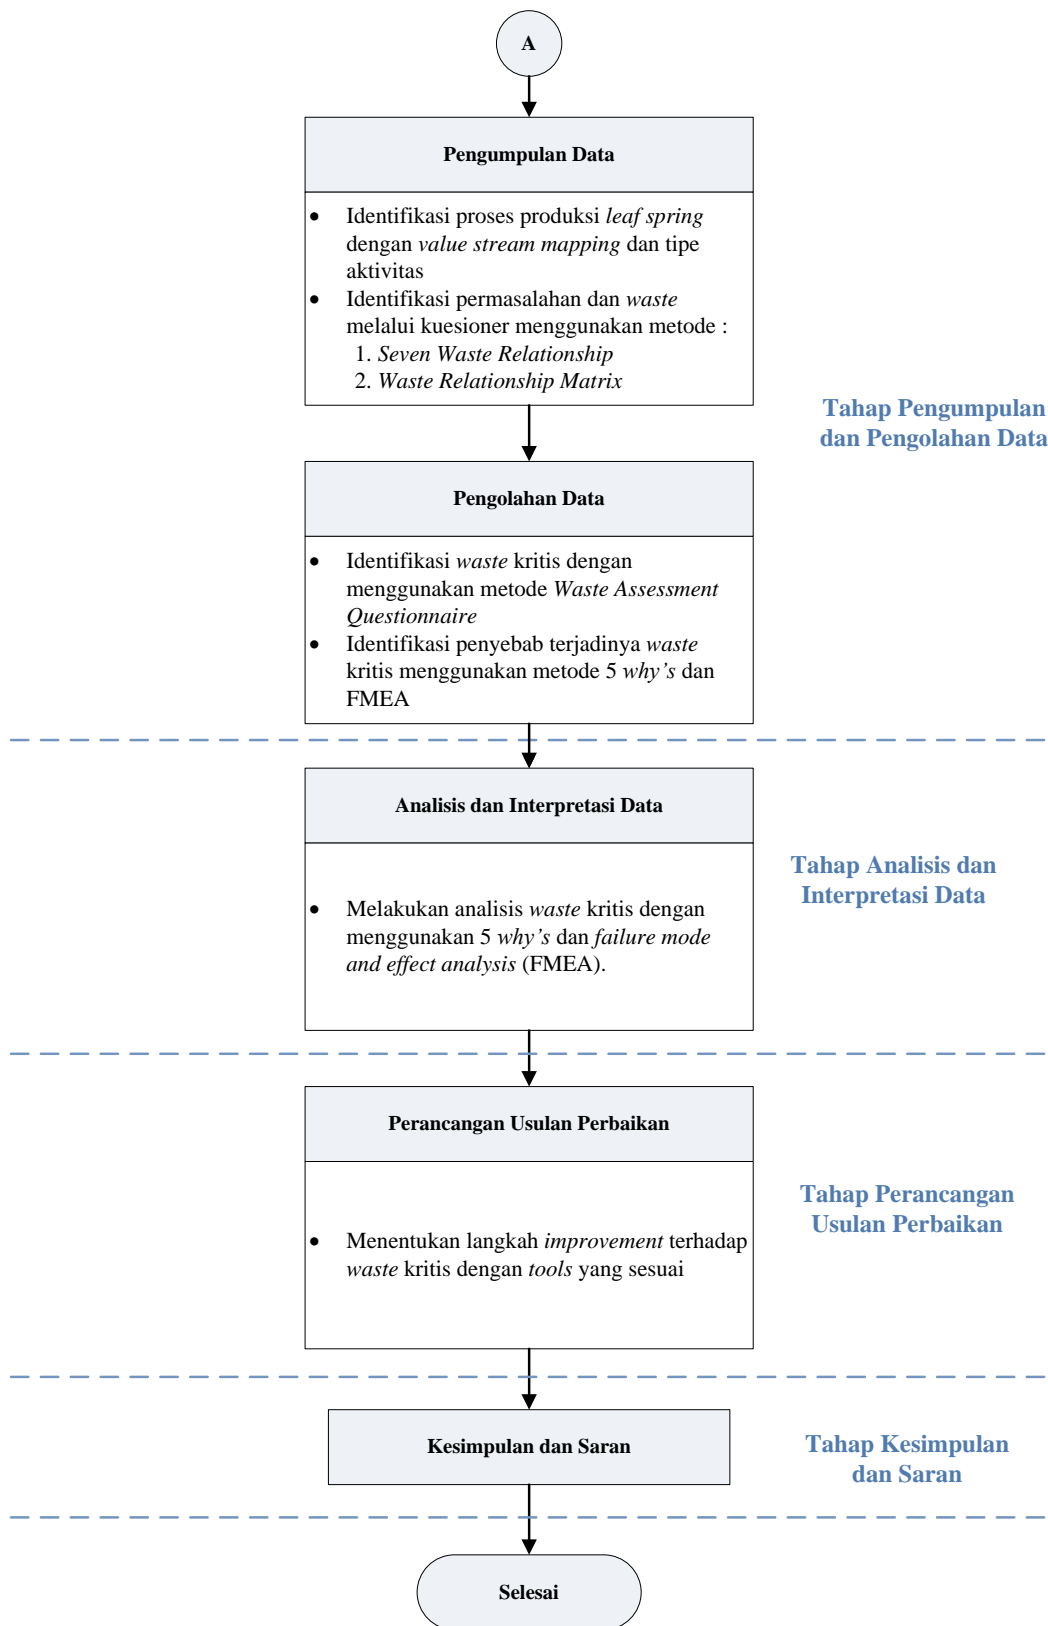 A
Pengumpulan Data
• Identifikasi proses produksi leaf spring
dengan value stream mapping dan tipe
aktivitas
• Identifikasi permasalahan dan waste
melalui kuesioner menggunakan metode :
1. Seven Waste Relationship
2. Waste Relationship Matrix
Tahap Pengumpulan
dan Pengolahan Data
Pengolahan Data
• Identifikasi waste kritis dengan
menggunakan metode Waste Assessment
Questionnaire
• Identifikasi penyebab terjadinya waste
kritis menggunakan metode 5 why’s dan
FMEA
Analisis dan Interpretasi Data
Tahap Analisis dan
Interpretasi Data
• Melakukan analisis waste kritis dengan
menggunakan 5 why’s dan failure mode
and effect analysis (FMEA).
Perancangan Usulan Perbaikan
Tahap Perancangan
Usulan Perbaikan
• Menentukan langkah improvement terhadap
waste kritis dengan tools yang sesuai
Kesimpulan dan Saran
Tahap Kesimpulan
dan Saran
Selesai